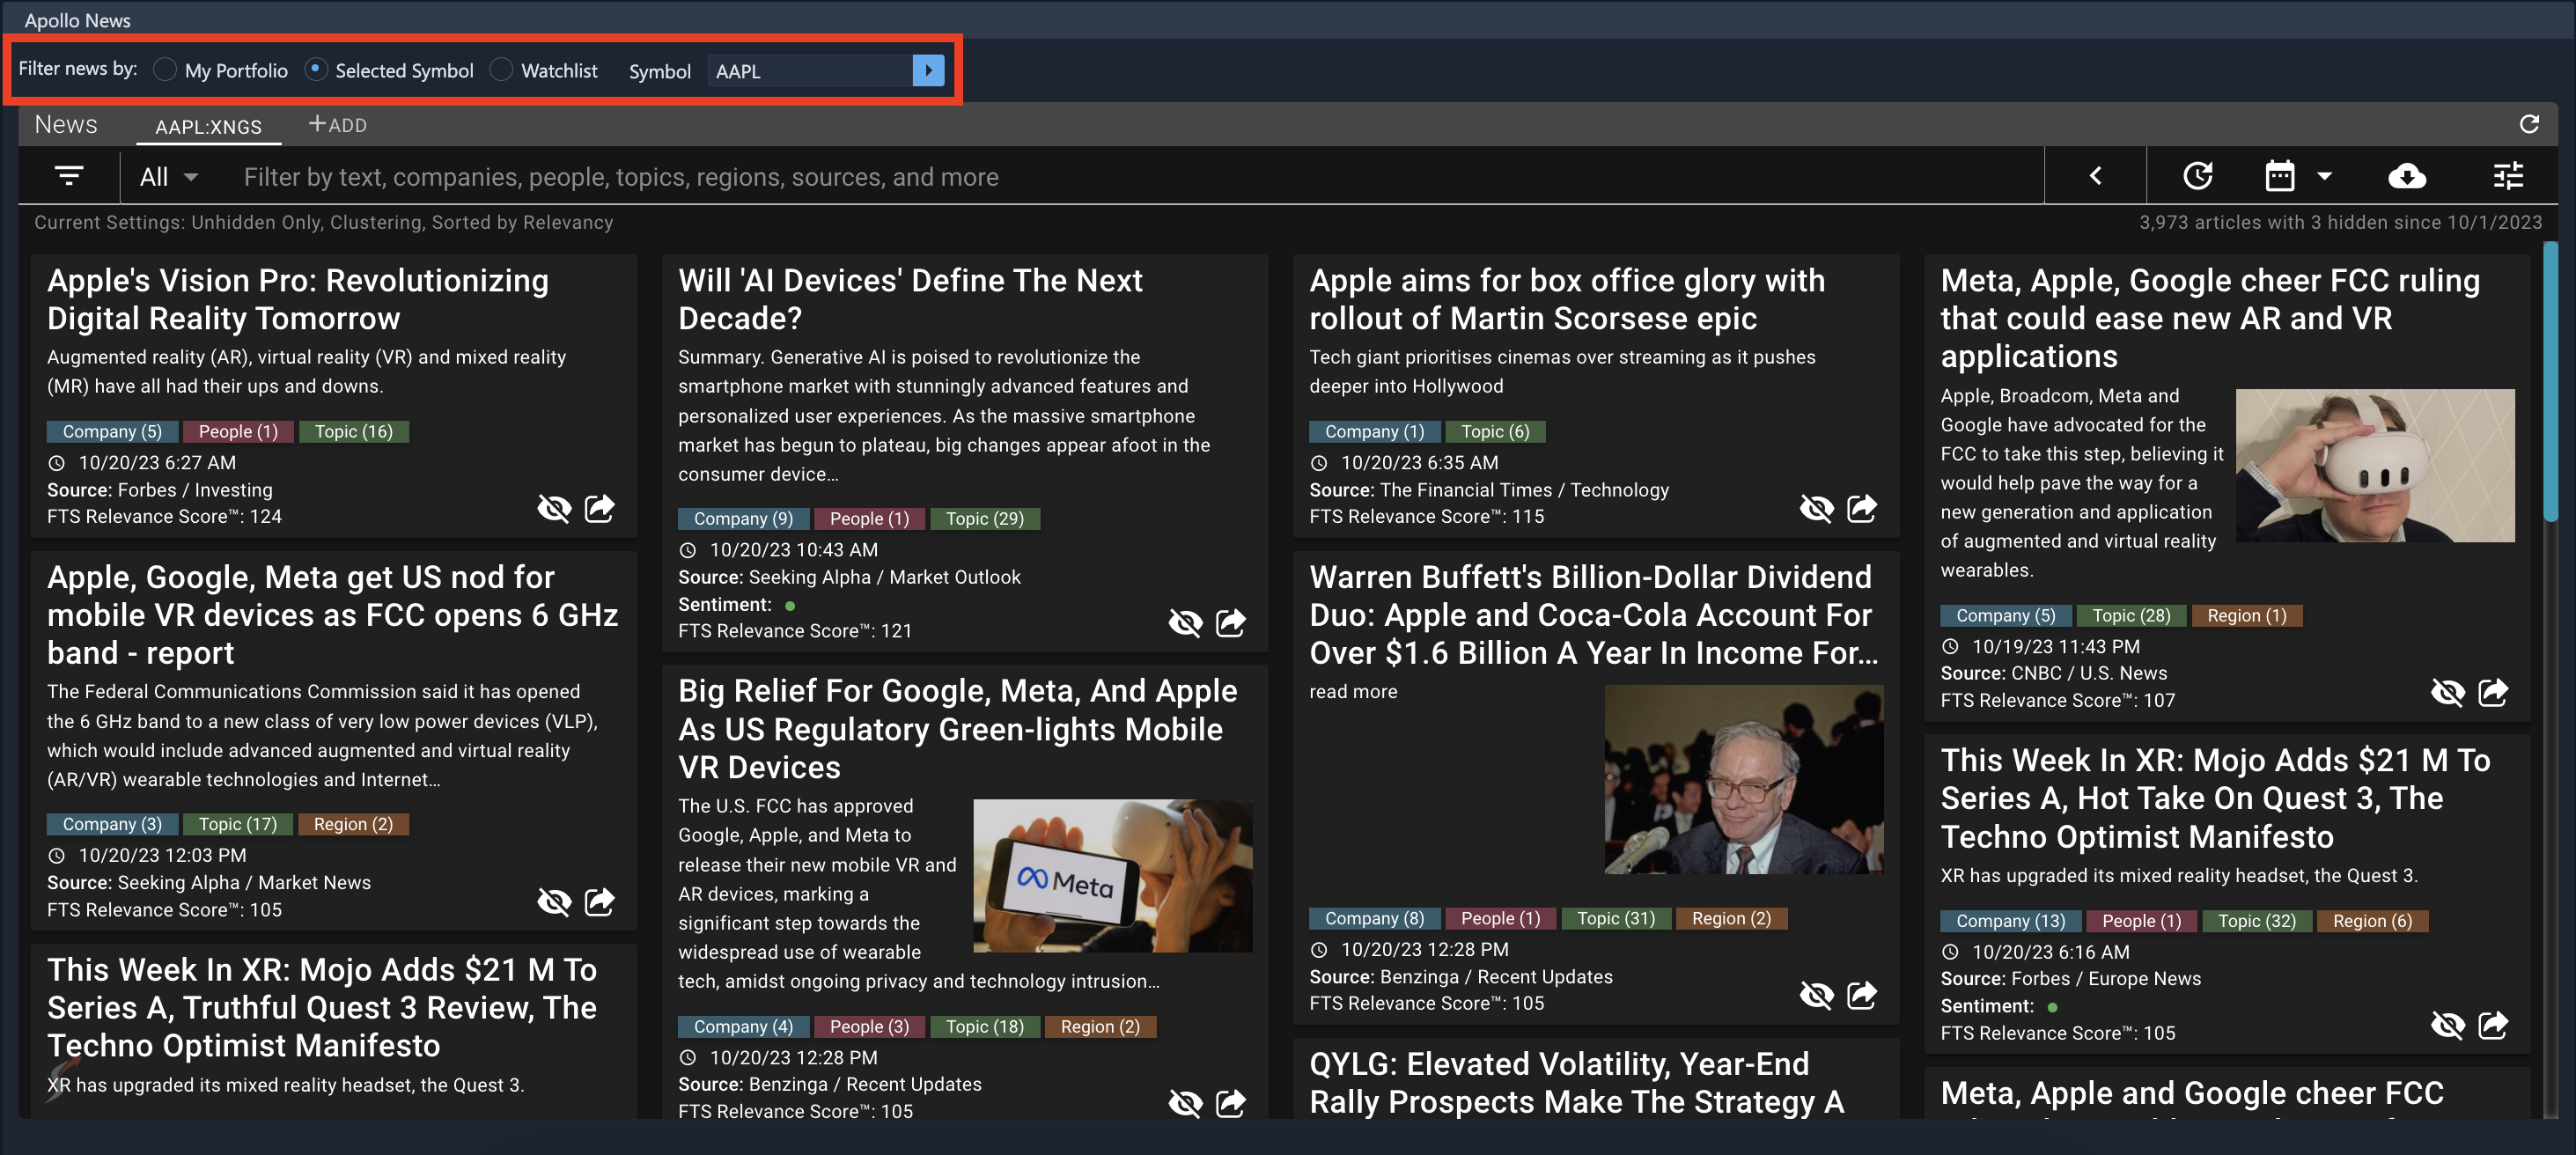 Apollo News
Filter news by: My Portfolio Selected Symbol Watchlist Symbol AAPL
News AAPL:XNGS +ADD
All Filter by text, companies, people, topics, regions, sources, and more
Current Settings: Unhidden Only, Clustering, Sorted by Relevancy
3,973 articles with 3 hidden since 10/1/2023
Apple's Vision Pro: Revolutionizing
Digital Reality Tomorrow
Augmented reality (AR), virtual reality (VR) and mixed reality
(MR) have all had their ups and downs.
Company (5) People (1) Topic (16)
10/20/23 6:27 AM
Source: Forbes / Investing
FTS Relevance Score™: 124
Apple, Google, Meta get US nod for
mobile VR devices as FCC opens 6 GHz
band - report
The Federal Communications Commission said it has opened
the 6 GHz band to a new class of very low power devices (VLP),
which would include advanced augmented and virtual reality
(AR/VR) wearable technologies and Internet…
Company (3) Topic (17) Region (2)
10/20/23 12:03 PM
Source: Seeking Alpha / Market News
FTS Relevance Score™: 105
This Week In XR: Mojo Adds $21 M To
Series A, Truthful Quest 3 Review, The
Techno Optimist Manifesto
XR has upgraded its mixed reality headset, the Quest 3.
Will 'AI Devices' Define The Next
Decade?
Summary. Generative AI is poised to revolutionize the
smartphone market with stunningly advanced features and
personalized user experiences. As the massive smartphone
market has begun to plateau, big changes appear afoot in the
consumer device…
Company (9) People (1) Topic (29)
10/20/23 10:43 AM
Source: Seeking Alpha / Market Outlook
Sentiment:
FTS Relevance Score™: 121
Big Relief For Google, Meta, And Apple
As US Regulatory Green-lights Mobile
VR Devices
The U.S. FCC has approved
Google, Apple, and Meta to
release their new mobile VR and
AR devices, marking a
significant step towards the
widespread use of wearable
tech, amidst ongoing privacy and technology intrusion…
Meta
Company (4) People (3) Topic (18) Region (2)
10/20/23 12:28 PM
Source: Benzinga / Recent Updates
FTS Relevance Score™: 105
Apple aims for box office glory with
rollout of Martin Scorsese epic
Tech giant prioritises cinemas over streaming as it pushes
deeper into Hollywood
Company (1) Topic (6)
10/20/23 6:35 AM
Source: The Financial Times / Technology
FTS Relevance Score™: 115
Warren Buffett's Billion-Dollar Dividend
Duo: Apple and Coca-Cola Account For
Over $1.6 Billion A Year In Income For…
read more
Company (8) People (1) Topic (31) Region (2)
10/20/23 12:28 PM
Source: Benzinga / Recent Updates
FTS Relevance Score™: 105
QYLG: Elevated Volatility, Year-End
Rally Prospects Make The Strategy A
Meta, Apple, Google cheer FCC ruling
that could ease new AR and VR
applications
Apple, Broadcom, Meta and
Google have advocated for the
FCC to take this step, believing it
would help pave the way for a
new generation and application
of augmented and virtual reality
wearables.
Company (5) Topic (28) Region (1)
10/19/23 11:43 PM
Source: CNBC / U.S. News
FTS Relevance Score™: 107
This Week In XR: Mojo Adds $21 M To
Series A, Hot Take On Quest 3, The
Techno Optimist Manifesto
XR has upgraded its mixed reality headset, the Quest 3.
Company (13) People (1) Topic (32) Region (6)
10/20/23 6:16 AM
Source: Forbes / Europe News
Sentiment:
FTS Relevance Score™: 105
Meta, Apple and Google cheer FCC